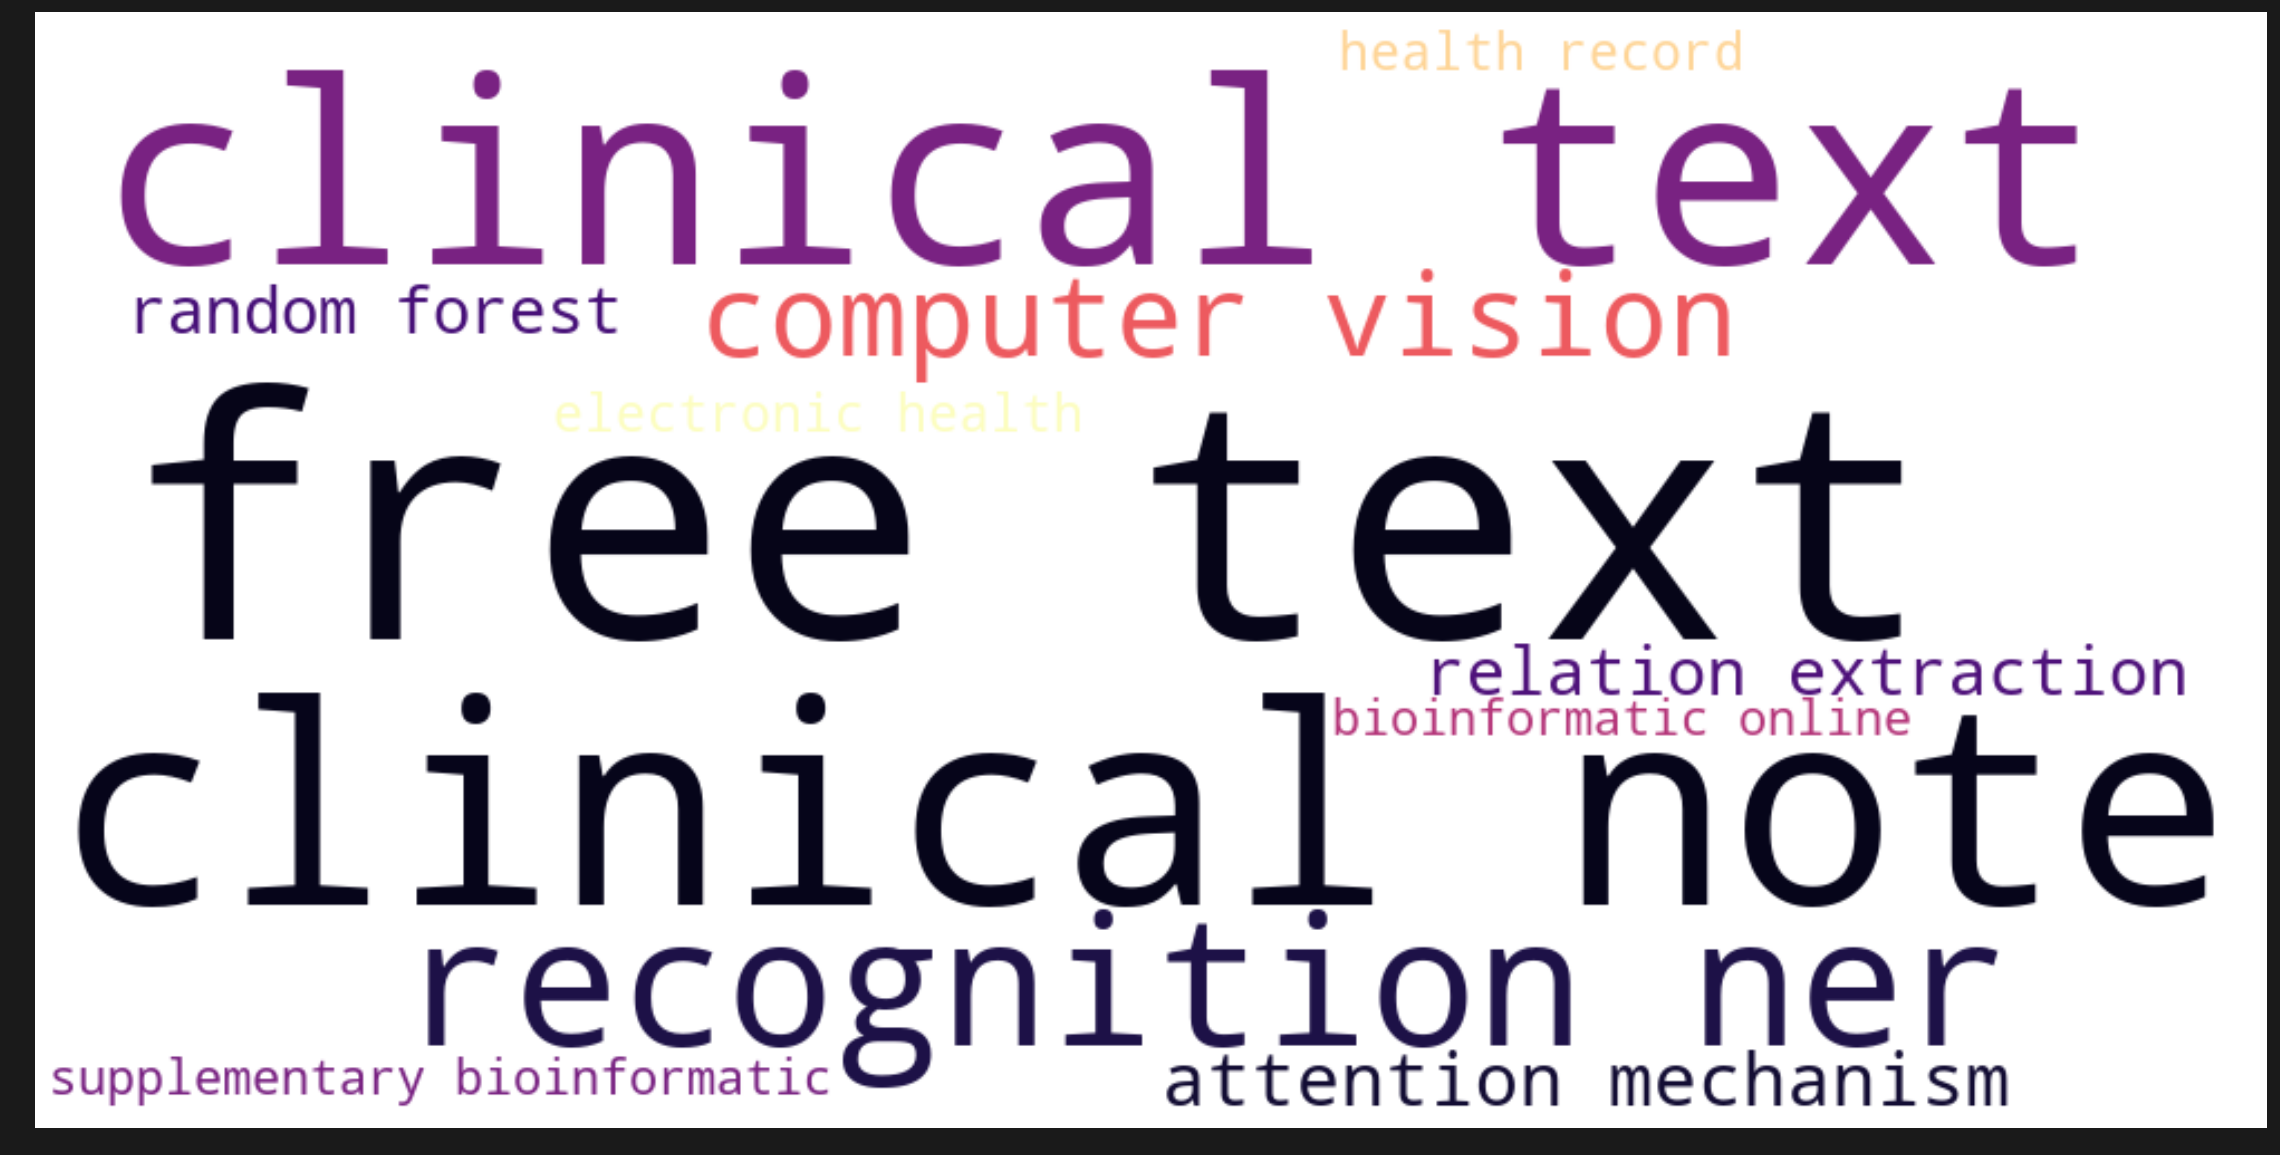 health record
clinical text
random forest
computer vision
electronic health
free text
relation extraction
bioinformatic online
clinical note
recognition ner
supplementary bioinformatic
attention mechanism